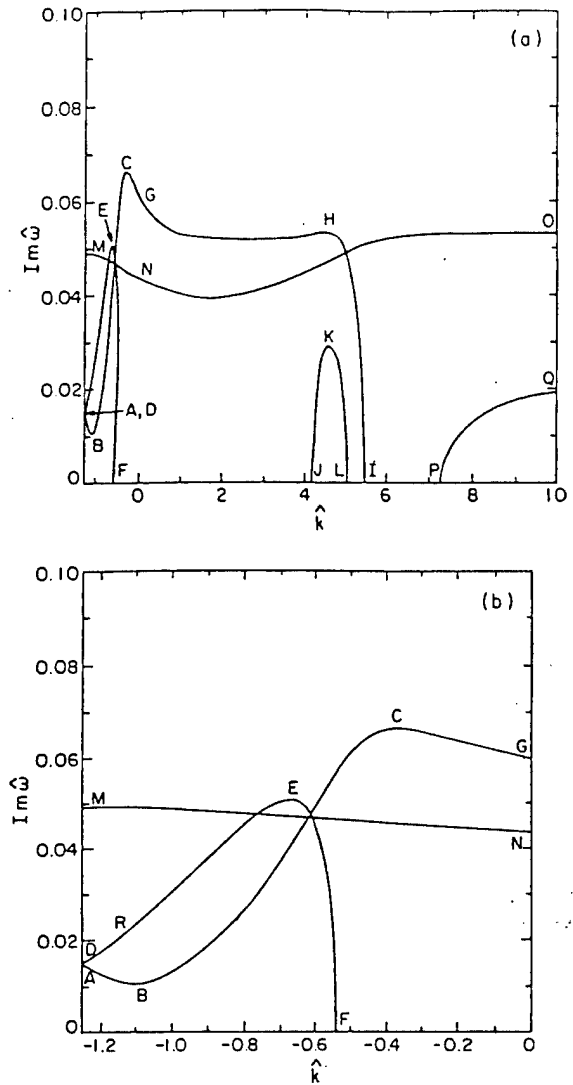 0.10
(a)
0.08
C
E
G
H
0.06
M
O
Im ω̂
N
0.04
K
0.02
A, D
Q
B
F
J
L
I
P
0
0
2
4
6
8
10
k̂
0.10
(b)
0.08
C
G
0.06
E
M
Im ω̂
N
0.04
R
0.02
D
A
B
F
0
-1.2
-1.0
-0.8
-0.6
-0.4
-0.2
0
k̂